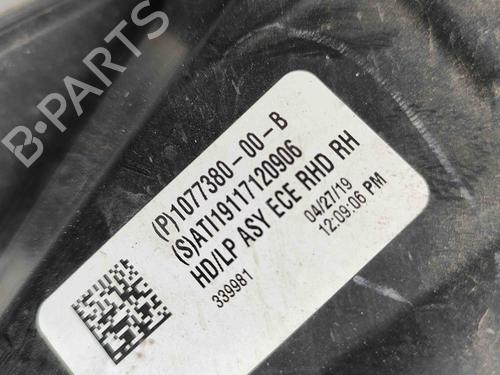 B-PARTS
(P)1077380-00-B
(S)ATI19117120906
HD/LP ASY ECE RHD RH
339981
04/27/19
12:09:06 PM